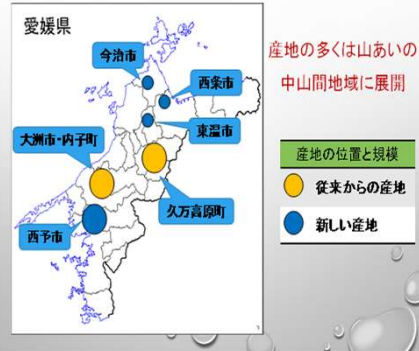 愛媛県
今治市
西条市
東温市
大洲市・内子町
久万高原町
西予市
産地の多くは山あいの
中山間地域に展開
産地の位置と規模
従来からの産地
新しい産地